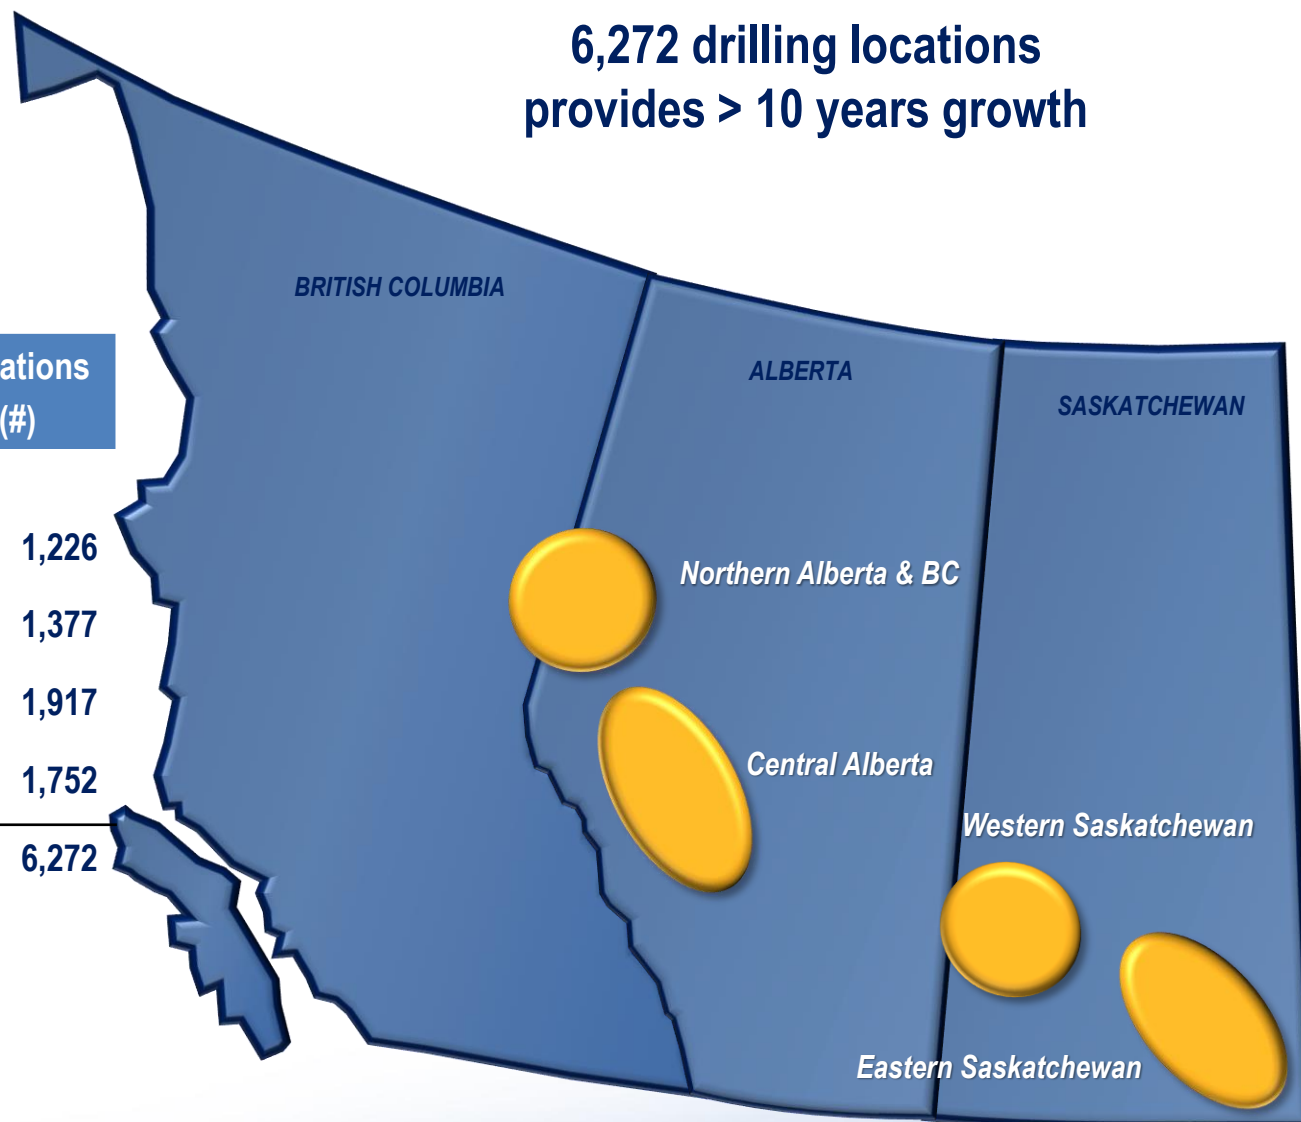 6,272 drilling locations
provides > 10 years growth
BRITISH COLUMBIA
ALBERTA
SASKATCHEWAN
ations
(#)
1,226
1,377
1,917
1,752
6,272
Northern Alberta & BC
Central Alberta
Western Saskatchewan
Eastern Saskatchewan